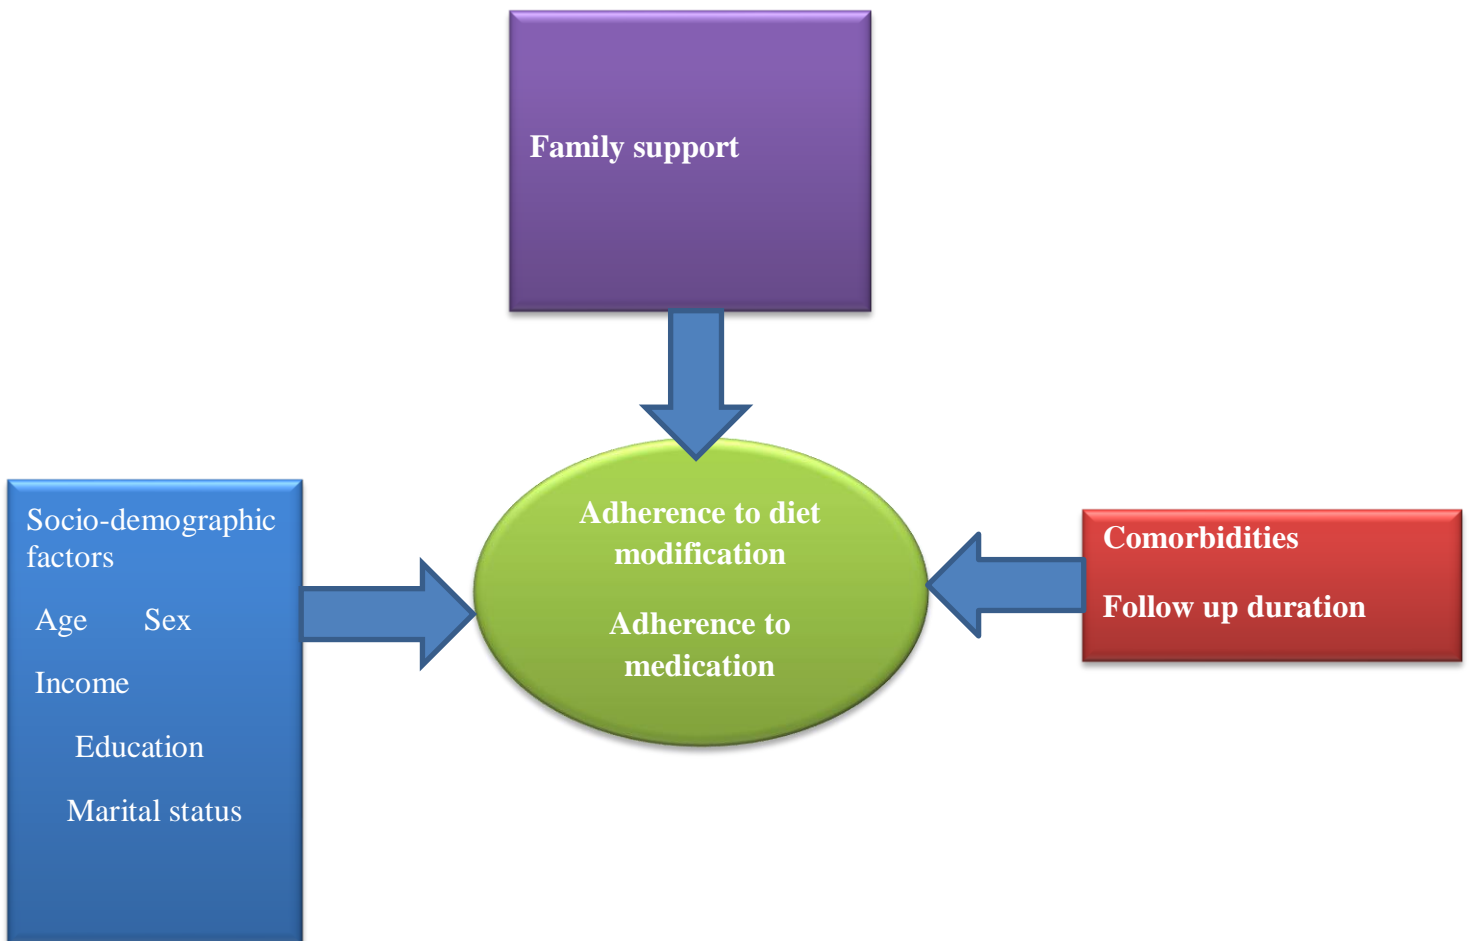 Family support
Socio-demographic
factors
Age Sex
Income
Education
Marital status
Adherence to diet
modification
Adherence to
medication
Comorbidities
Follow up duration